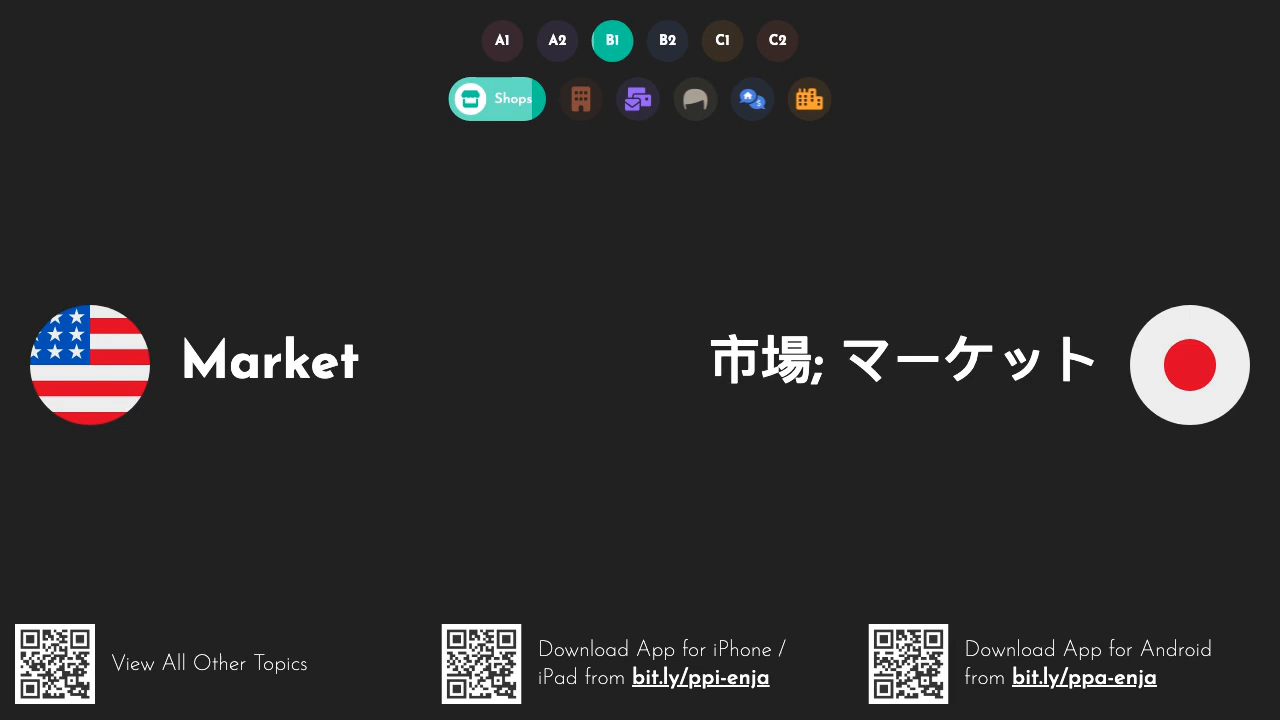 A1 A2 B1 B2 C1 C2
Shops
Market
市場; マーケット
View All Other Topics
Download App for iPhone /
iPad from bit.ly/ppi-enja
Download App for Android
from bit.ly/ppa-enja